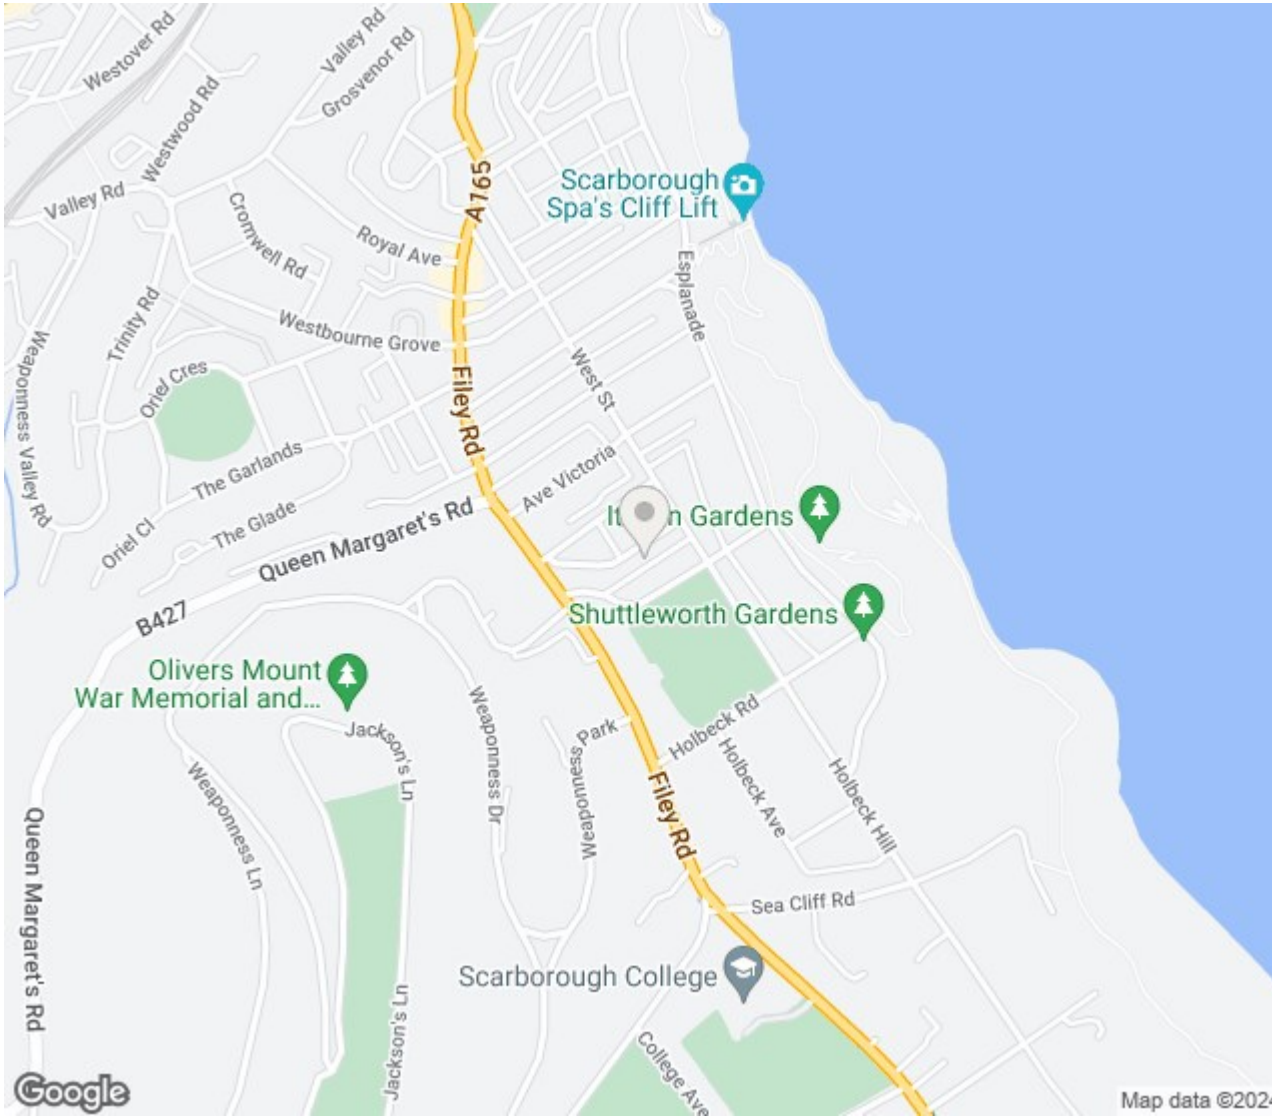 Westover Rd
Valley Rd
Grosvenor Rd
Westwood Rd
A165
Scarborough
Spa's Cliff Lift
Valley Rd
Cromwell Rd
Royal Ave
Esplanade
Trinity Rd
Westbourne Grove
Weaponness Valley Rd
Oriel Cres
West St
Filey Rd
The Garlands
Ave Victoria
Oriel Cl
The Glade
Queen Margaret's Rd
Gardens
B427
Shuttleworth Gardens
Olivers Mount
War Memorial and...
Jackson's Ln
Weaponness Dr
Weaponness Park
Holbeck Rd
Holbeck Ave
Holbeck Hill
Weaponness Ln
Filey Rd
Queen Margaret's Rd
Sea Cliff Rd
Scarborough College
Jackson's Ln
College Ave
Google
Map data ©2024